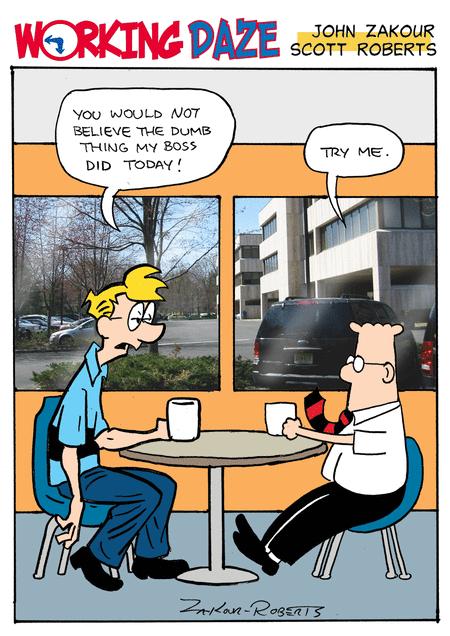 WORKING DAZE
JOHN ZAKOUR
SCOTT ROBERTS
YOU WOULD NOT
BELIEVE THE DUMB
THING MY BOSS
DID TODAY!
TRY ME.
ZAKOUR-ROBERTS